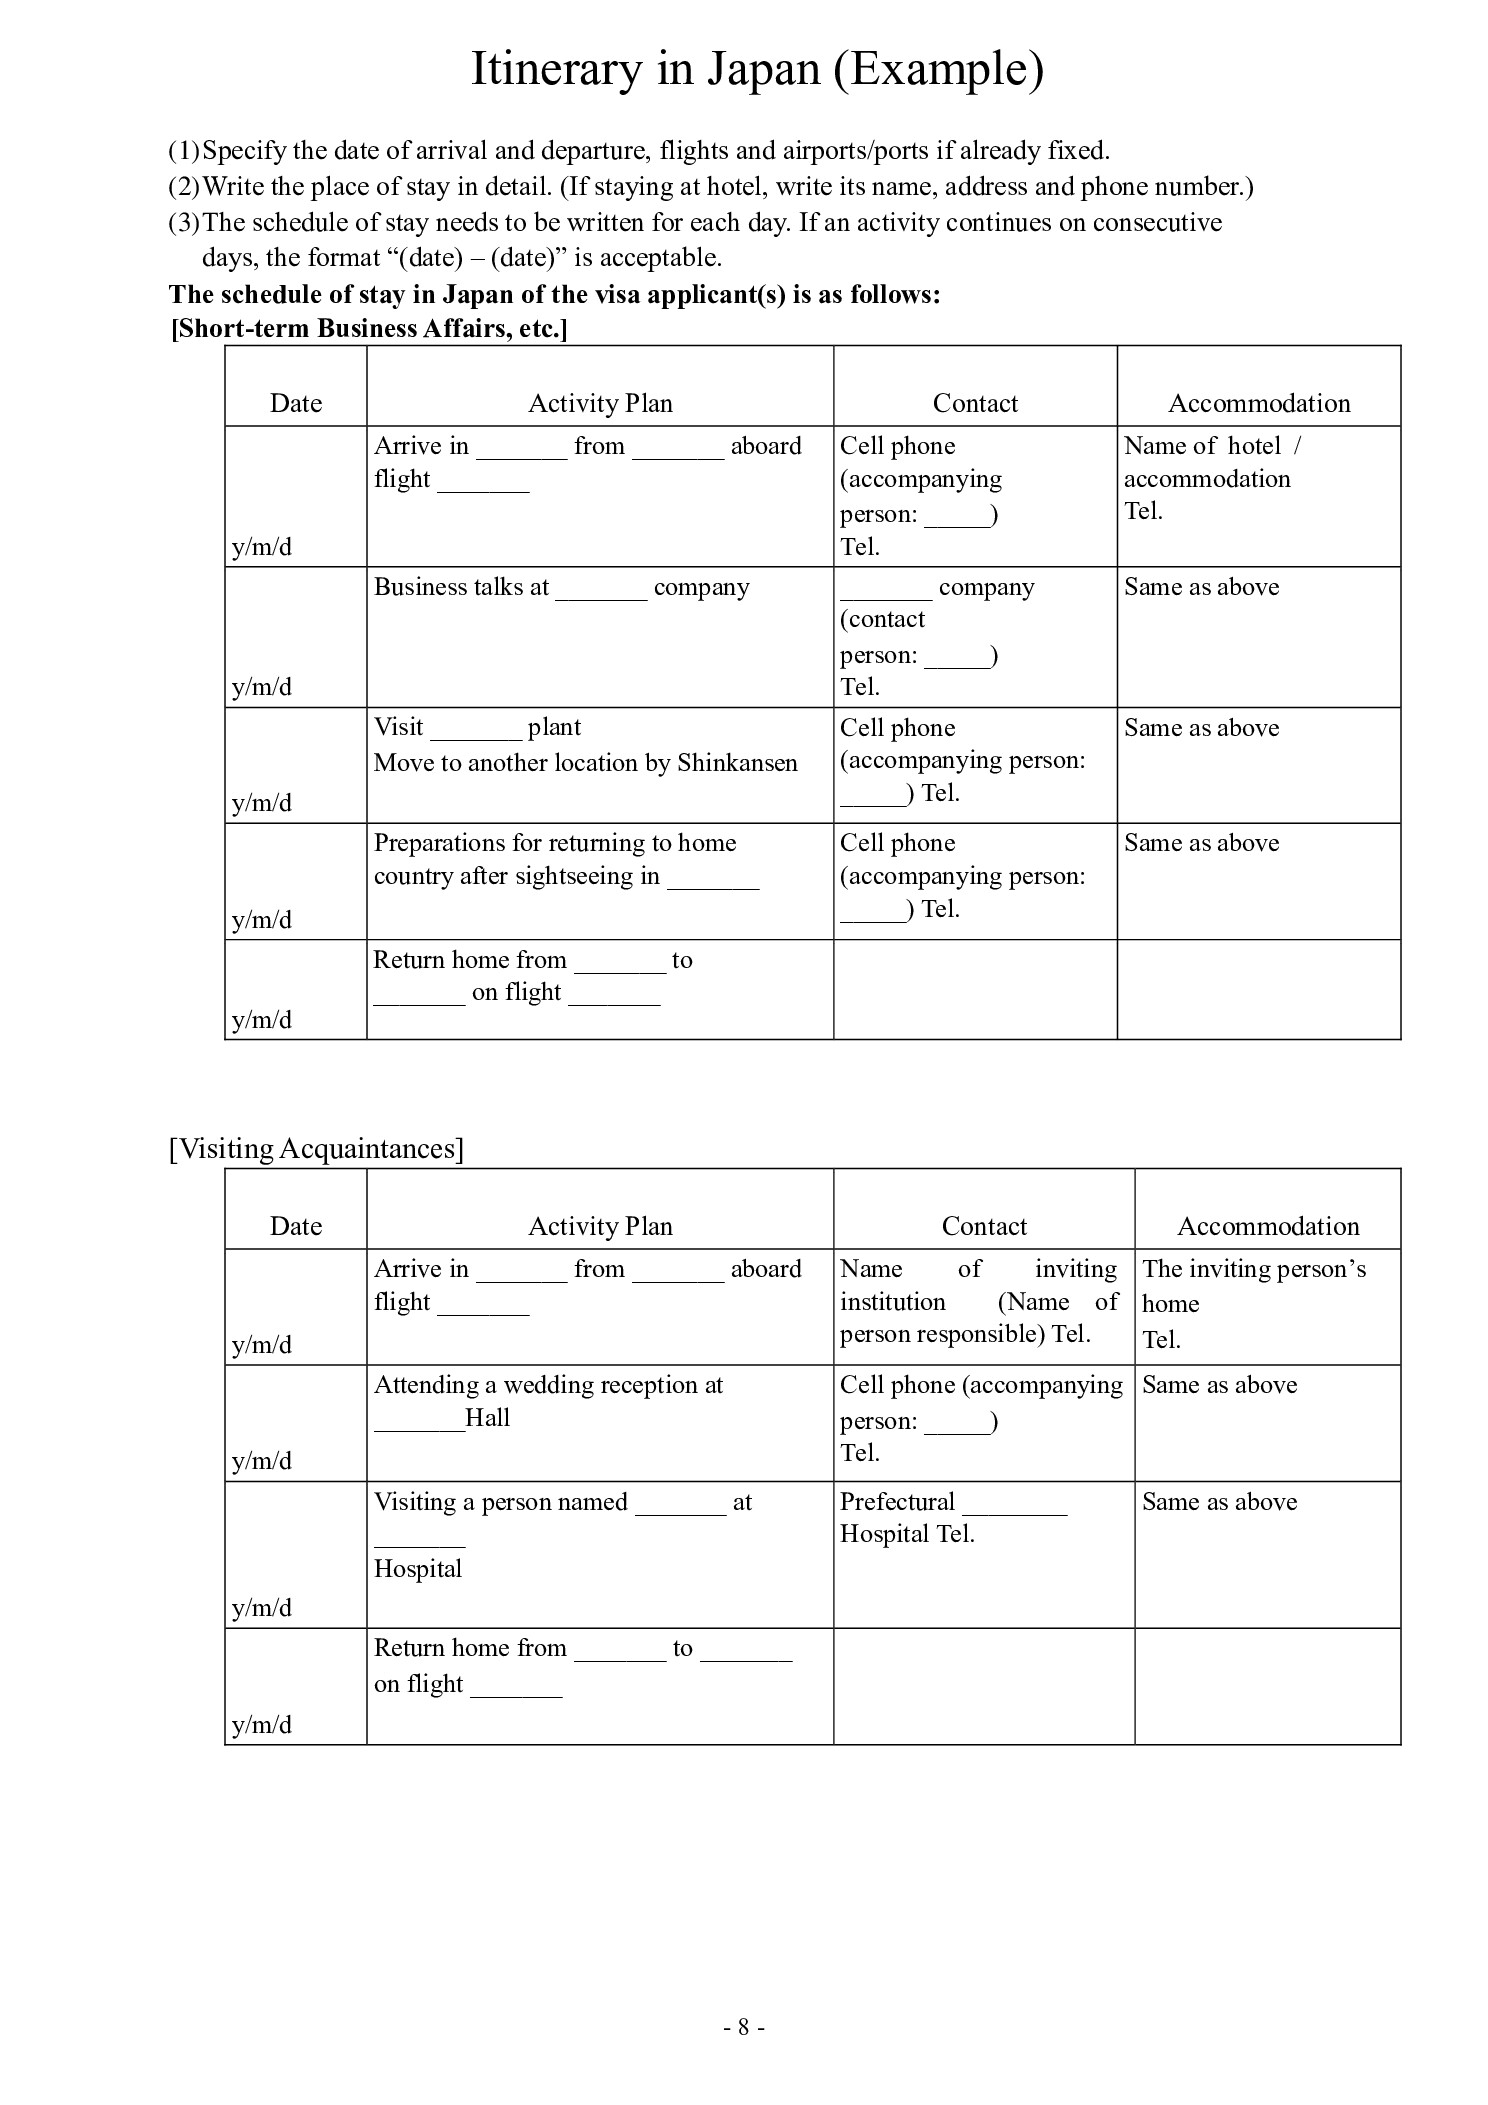 Itinerary in Japan (Example)
(1)Specify the date of arrival and departure, flights and airports/ports if already fixed.
(2)Write the place of stay in detail. (If staying at hotel, write its name, address and phone number.)
(3)The schedule of stay needs to be written for each day. If an activity continues on consecutive
days, the format “(date) – (date)” is acceptable.
The schedule of stay in Japan of the visa applicant(s) is as follows:
[Short-term Business Affairs, etc.]
Date
Activity Plan
Contact
Accommodation
y/m/d
Arrive in _______ from _______ aboard
flight _______
Cell phone
(accompanying
person: _____)
Tel.
Name of hotel /
accommodation
Tel.
y/m/d
Business talks at _______ company
_______ company
(contact
person: _____)
Tel.
Same as above
y/m/d
Visit _______ plant
Move to another location by Shinkansen
Cell phone
(accompanying person:
_____) Tel.
Same as above
y/m/d
Preparations for returning to home
country after sightseeing in _______
Cell phone
(accompanying person:
_____) Tel.
Same as above
y/m/d
Return home from _______ to
_______ on flight _______
[Visiting Acquaintances]
Date
Activity Plan
Contact
Accommodation
y/m/d
Arrive in _______ from _______ aboard
flight _______
Name of inviting
institution (Name of
person responsible) Tel.
The inviting person’s
home
Tel.
y/m/d
Attending a wedding reception at
_______Hall
Cell phone (accompanying
person: _____)
Tel.
Same as above
y/m/d
Visiting a person named _______ at
_______
Hospital
Prefectural ________
Hospital Tel.
Same as above
y/m/d
Return home from _______ to _______
on flight _______
- 8 -